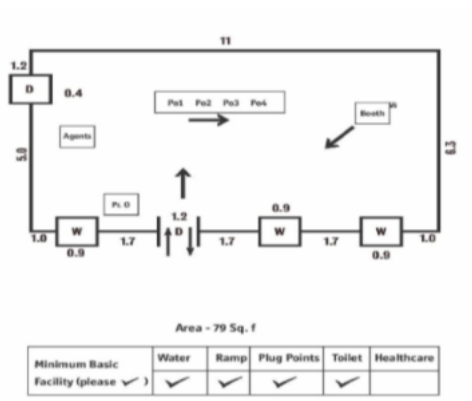 11
1.2
D
0.4
Po1 Po2 Po3 Po4
Booth
Agents
5.0
6.3
Pr. O
1.2
D
0.9
1.0
W
0.9
1.7
1.7
W
1.7
W
0.9
1.0
Area - 79 Sq. f
Minimum Basic
Facility (please ✓ )
Water Ramp Plug Points Toilet Healthcare
✓ ✓ ✓ ✓